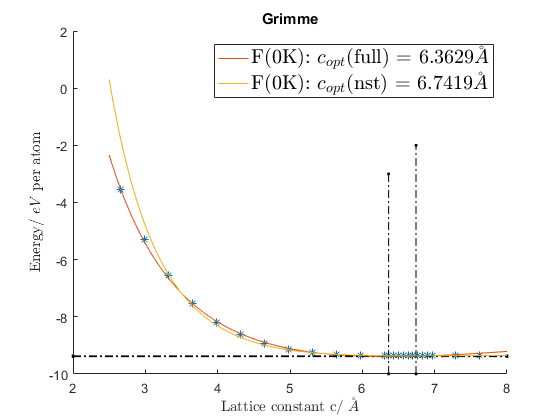 Grimme
F(0K): c_opt(full) = 6.3629Å
F(0K): c_opt(nst) = 6.7419Å
2
0
-2
-4
-6
-8
-10
Energy/ eV per atom
2 3 4 5 6 7 8
Lattice constant c/ Å